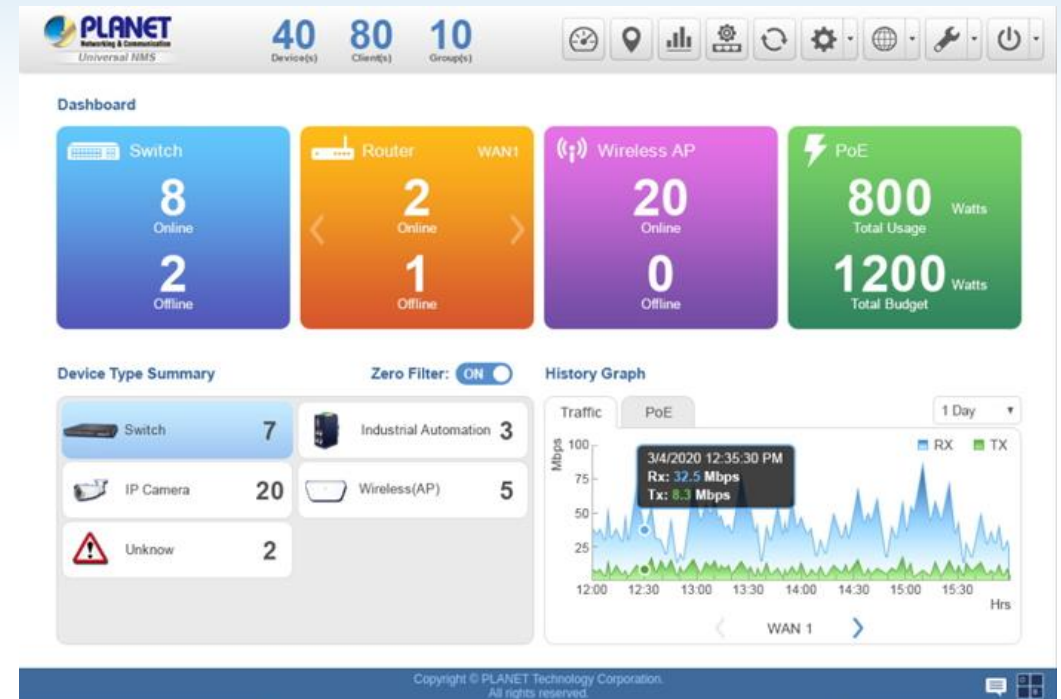 PLANET
Networking & Communication
Universal NMS
40 80 10
Device(s) Client(s) Group(s)
Dashboard
Switch
8
Online
2
Offline
Router WAN1
2
Online
1
Offline
Wireless AP
20
Online
0
Offline
PoE
800 Watts
Total Usage
1200 Watts
Total Budget
Device Type Summary Zero Filter: ON
Switch 7
Industrial Automation 3
IP Camera 20
Wireless(AP) 5
Unknow 2
History Graph
Traffic PoE 1 Day
Mbps
RX TX
100
75
50
25
3/4/2020 12:35:30 PM
Rx: 32.5 Mbps
Tx: 8.3 Mbps
12:00 12:30 13:00 13:30 14:00 14:30 15:00 15:30
Hrs
WAN 1
Copyright © PLANET Technology Corporation.
All rights reserved.